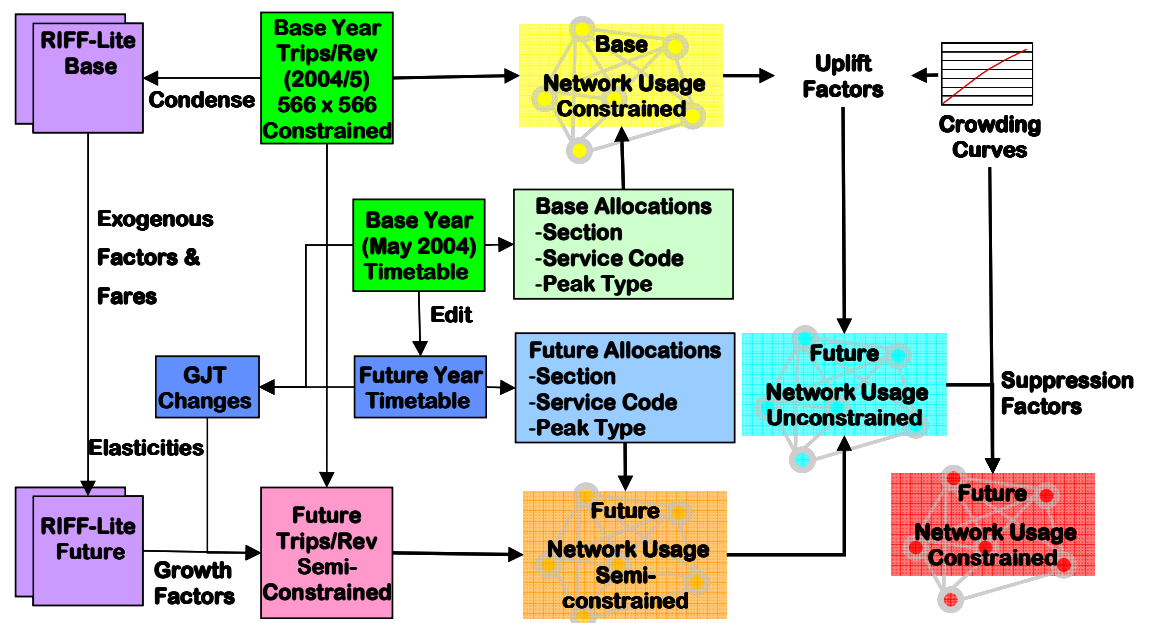 RIFF-Lite
Base
Base Year
Trips/Rev
(2004/5)
566 x 566
Constrained
Condense
Base
Network Usage
Constrained
Uplift
Factors
Crowding
Curves
Exogenous
Factors &
Fares
Base Year
(May 2004)
Timetable
Base Allocations
-Section
-Service Code
-Peak Type
Edit
GJT
Changes
Future Year
Timetable
Future Allocations
-Section
-Service Code
-Peak Type
Future
Network Usage
Unconstrained
Suppression
Factors
Elasticities
RIFF-Lite
Future
Growth
Factors
Future
Trips/Rev
Semi-
Constrained
Future
Network Usage
Semi-
constrained
Future
Network Usage
Constrained